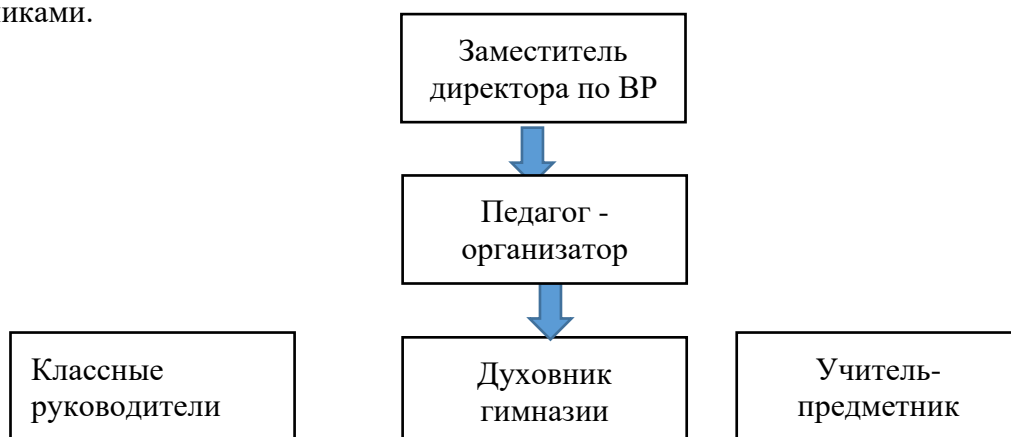 иками.
Заместитель
директора по ВР
Педагог -
организатор
Классные
руководители
Духовник
гимназии
Учитель-
предметник